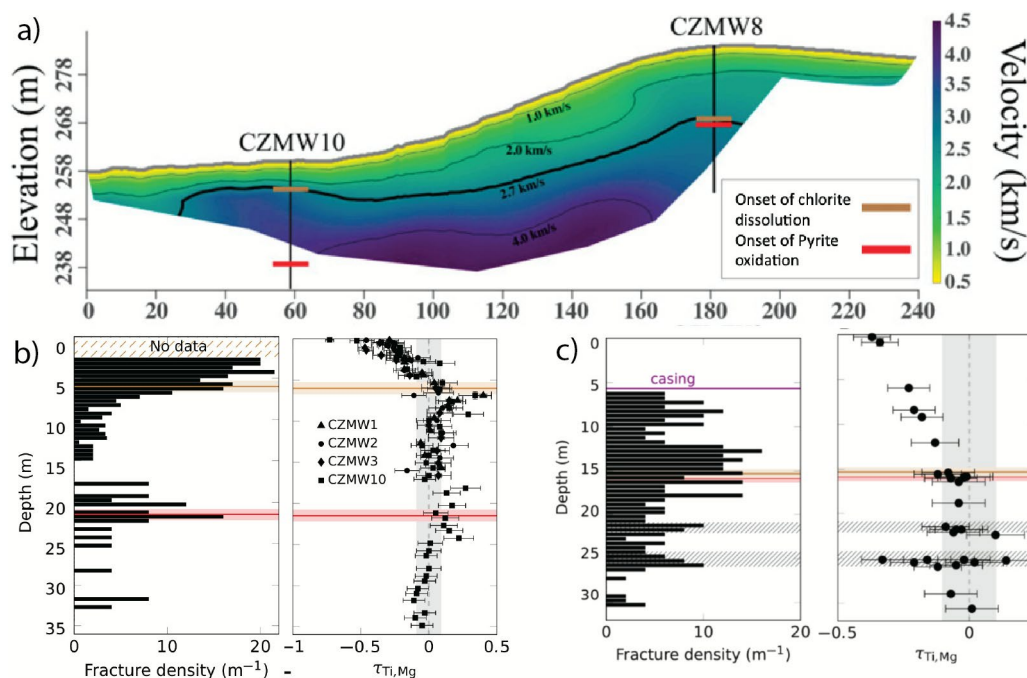 a)
CZMW8
CZMW10
Elevation (m)
278
268
258
248
238
1.0 km/s
2.0 km/s
2.7 km/s
4.0 km/s
Onset of chlorite
dissolution
Onset of Pyrite
oxidation
4.5
4.0
3.5
3.0
2.5
2.0
1.5
1.0
0.5
Velocity (km/s)
0 20 40 60 80 100 120 140 160 180 200 220 240
b)
No data
0
5
10
15
20
25
30
35
Depth (m)
0 10 20
Fracture density (m⁻¹)
CZMW1
CZMW2
CZMW3
CZMW10
−1 −0.5 0 0.5
τTi,Mg
c)
casing
0
5
10
15
20
25
30
Depth (m)
0 10 20
Fracture density (m⁻¹)
−0.5 0
τTi,Mg